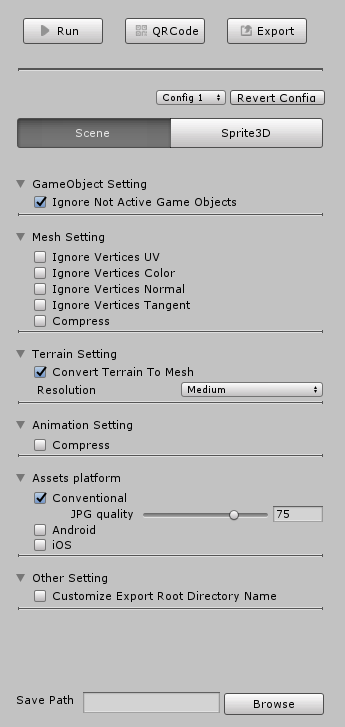 Run QRCode Export
Config 1 Revert Config
Scene Sprite3D
GameObject Setting
Ignore Not Active Game Objects
Mesh Setting
Ignore Vertices UV
Ignore Vertices Color
Ignore Vertices Normal
Ignore Vertices Tangent
Compress
Terrain Setting
Convert Terrain To Mesh
Resolution Medium
Animation Setting
Compress
Assets platform
Conventional
JPG quality 75
Android
iOS
Other Setting
Customize Export Root Directory Name
Save Path Browse